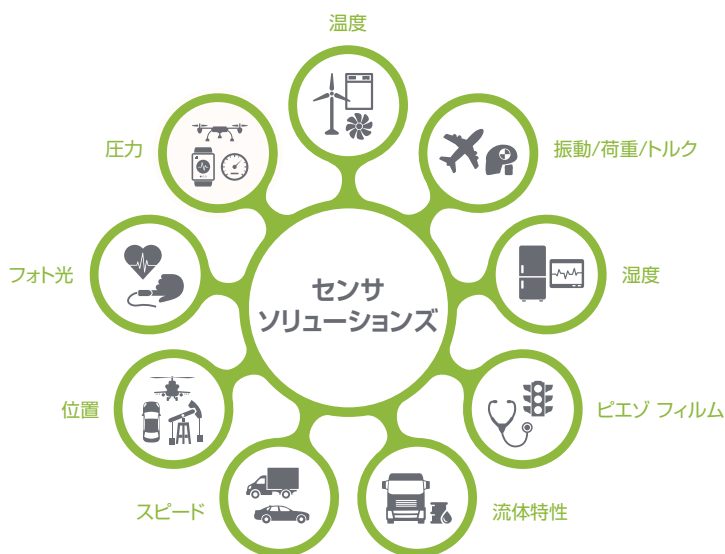 温度
圧力
振動/荷重/トルク
フォト光
湿度
センサ
ソリューションズ
位置
ピエゾ フィルム
スピード
流体特性